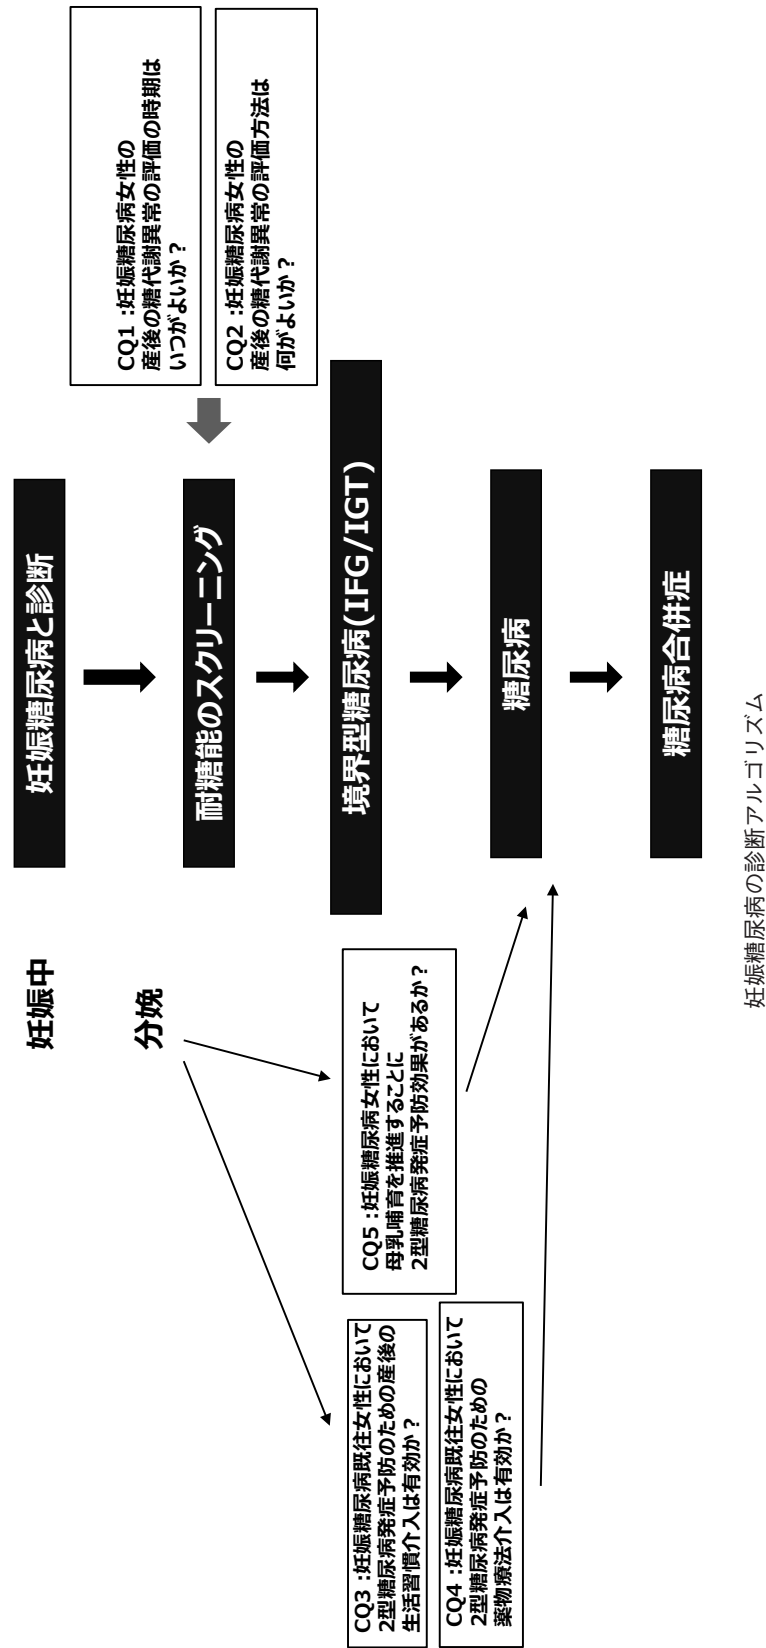 妊娠中
妊娠糖尿病と診断
分娩
耐糖能のスクリーニング
CQ1 :妊娠糖尿病女性の
産後の糖代謝異常の評価の時期は
いつがよいか？
CQ2 :妊娠糖尿病女性の
産後の糖代謝異常の評価方法は
何がよいか？
境界型糖尿病(IFG/IGT)
CQ3 :妊娠糖尿病既往女性において
2型糖尿病発症予防のための産後の
生活習慣介入は有効か？
CQ5 :妊娠糖尿病女性において
母乳哺育を推進することに
2型糖尿病発症予防効果があるか？
CQ4 :妊娠糖尿病既往女性において
2型糖尿病発症予防のための
薬物療法介入は有効か？
糖尿病
糖尿病合併症
妊娠糖尿病の診断アルゴリズム